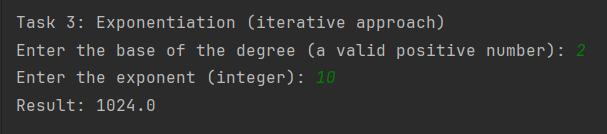 Task 3: Exponentiation (iterative approach)
Enter the base of the degree (a valid positive number): 2
Enter the exponent (integer): 10
Result: 1024.0